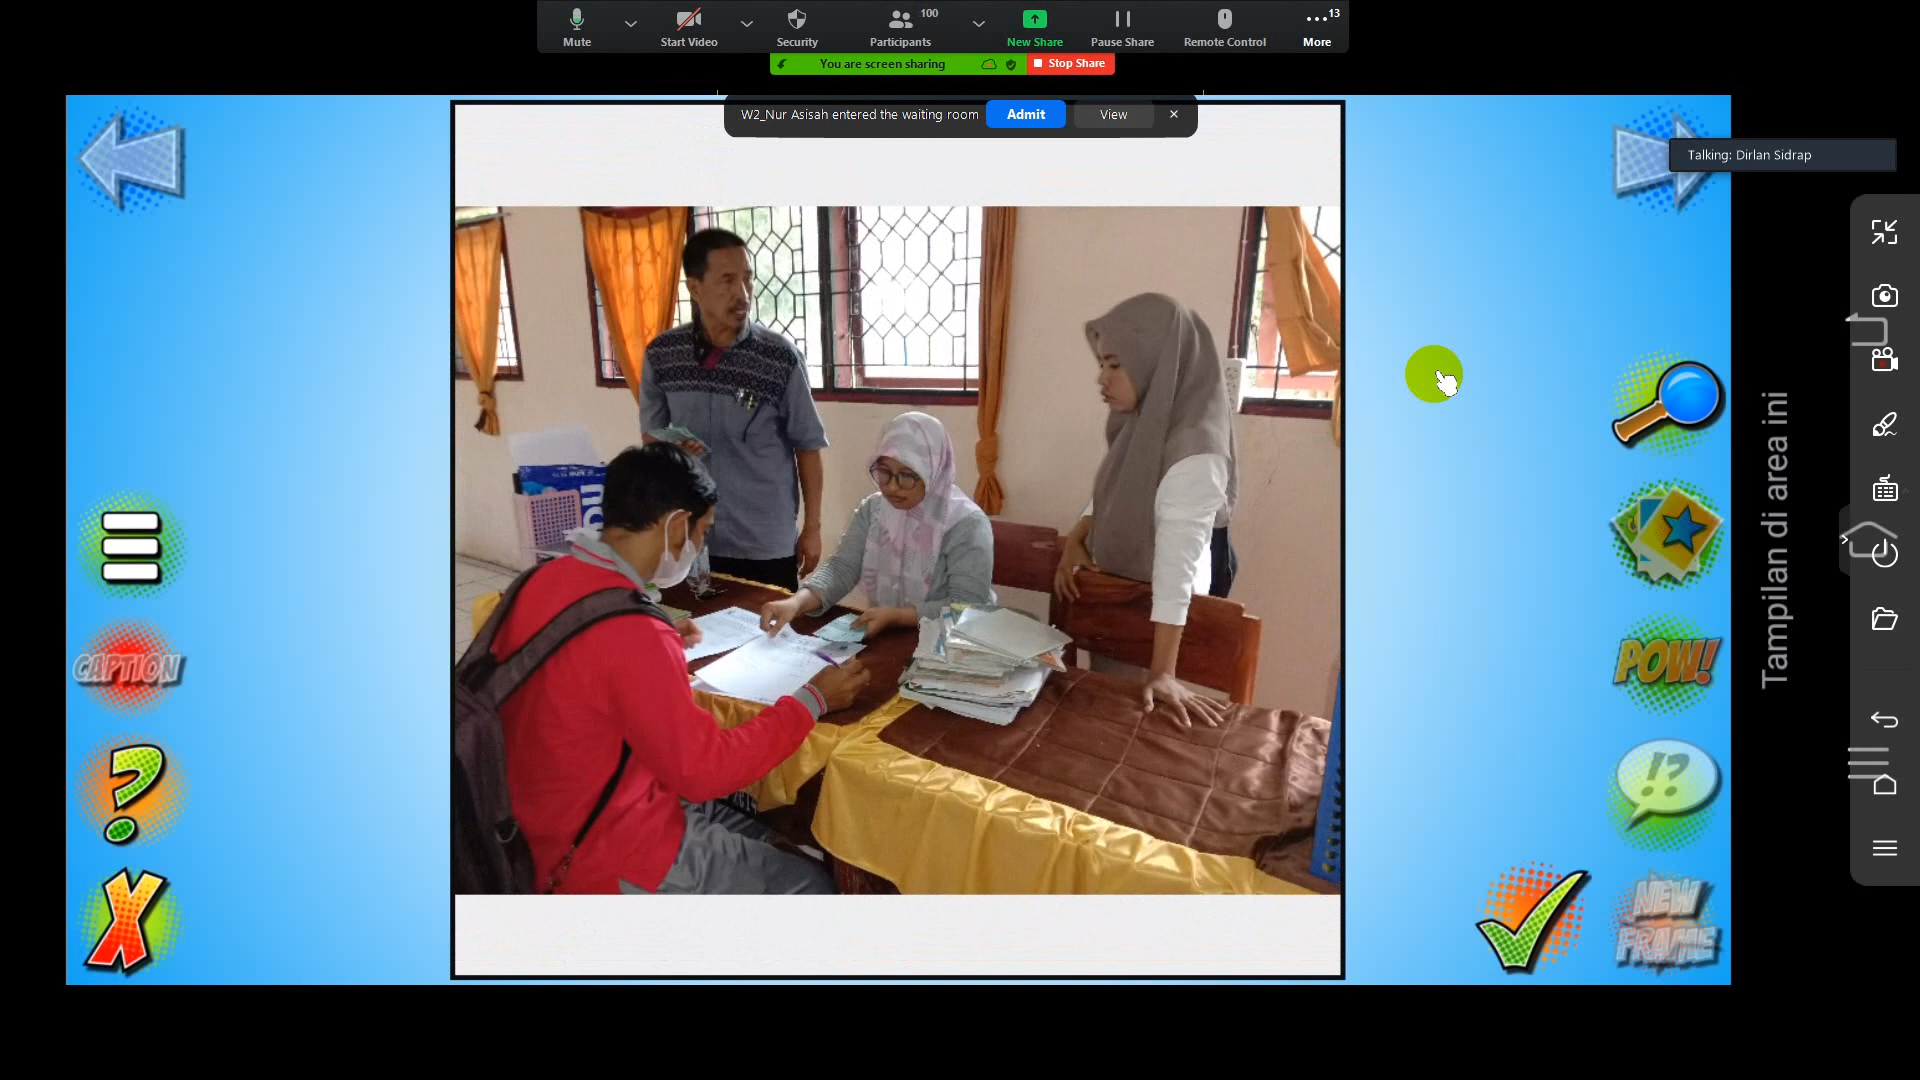 100
13
Mute
Start Video
Security
Participants
New Share
Pause Share
Remote Control
More
You are screen sharing
Stop Share
W2_Nur Asisah entered the waiting room
Admit
View
Talking: Dirlan Sidrap
Tampilan di area ini
CAPTION
?
X
POW!
!?
NEW
FRAME